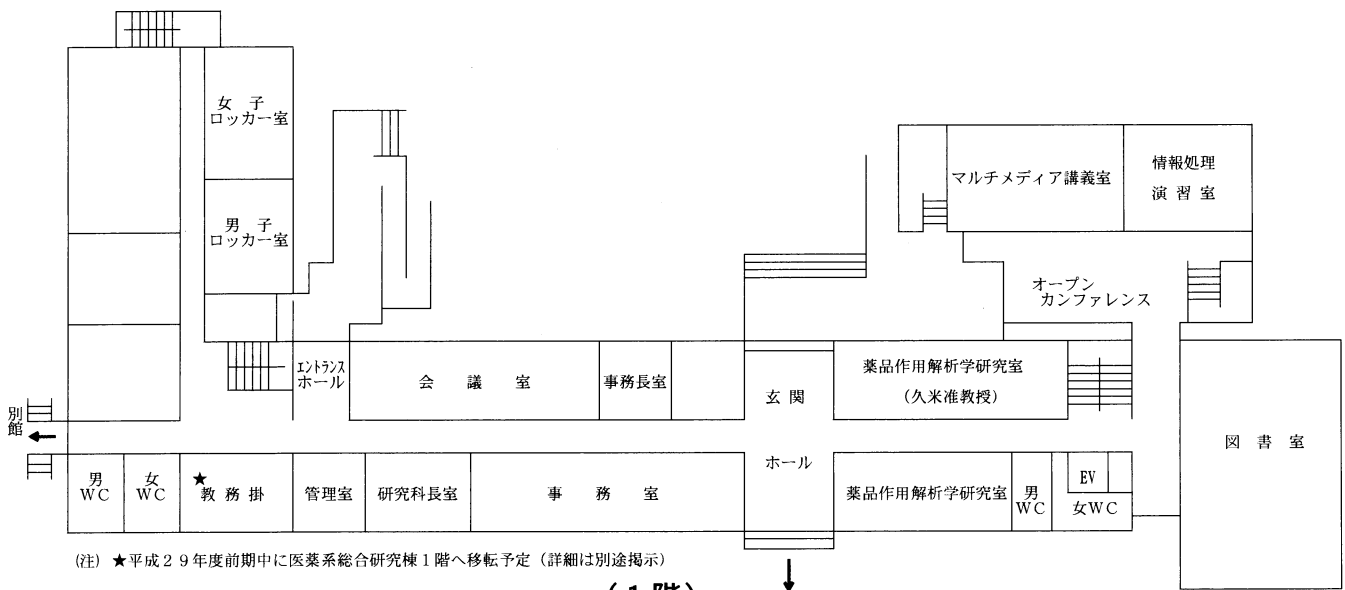 女 子
ロッカー室
男 子
ロッカー室
マルチメディア講義室
情報処理
演 習 室
オープン
カンファレンス
エントランス
ホール
会 議 室
事務長室
玄 関
薬品作用解析学研究室
(久米准教授)
別
館
図 書 室
男
WC
女
WC
★
教 務 掛
管理室
研究科長室
事 務 室
ホール
薬品作用解析学研究室
男
WC
EV
女WC
(注) ★平成29年度前期中に医薬系総合研究棟1階へ移転予定(詳細は別途掲示)
(1階)